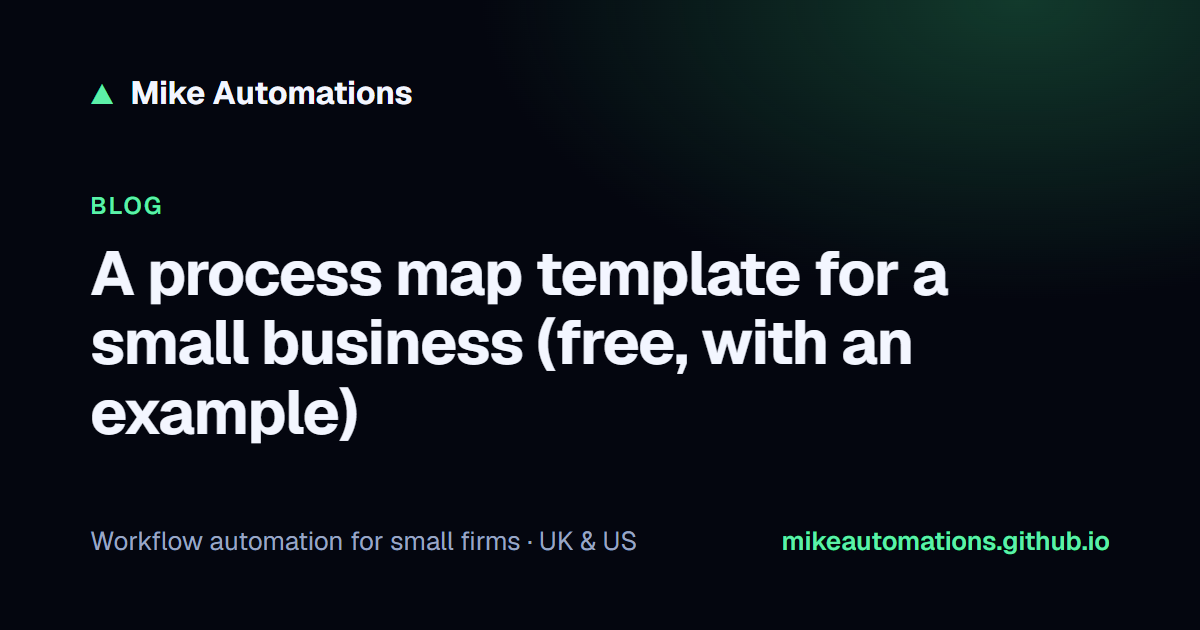 Mike Automations
BLOG
A process map template for a
small business (free, with an
example)
Workflow automation for small firms · UK & US
mikeautomations.github.io